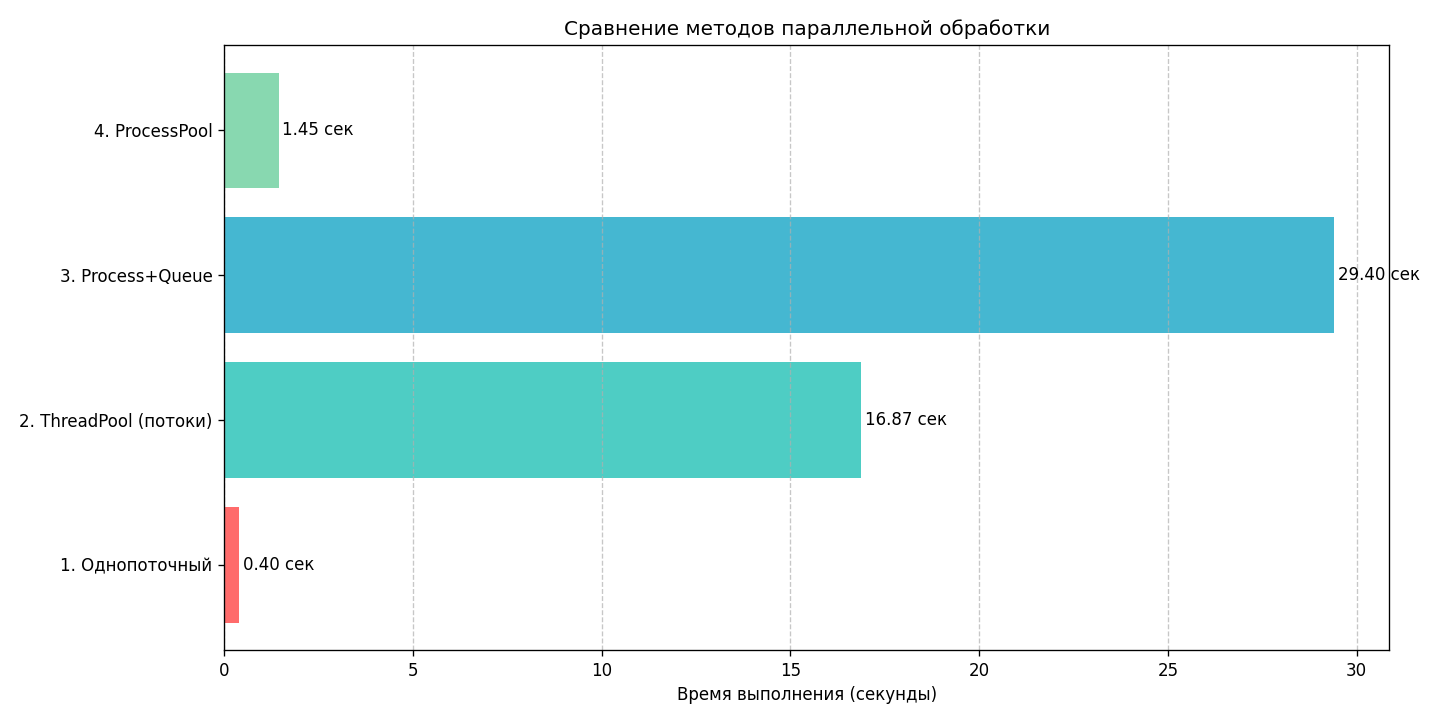 Сравнение методов параллельной обработки
4. ProcessPool
1.45 сек
3. Process+Queue
29.40 сек
2. ThreadPool (потоки)
16.87 сек
1. Однопоточный
0.40 сек
0 5 10 15 20 25 30
Время выполнения (секунды)